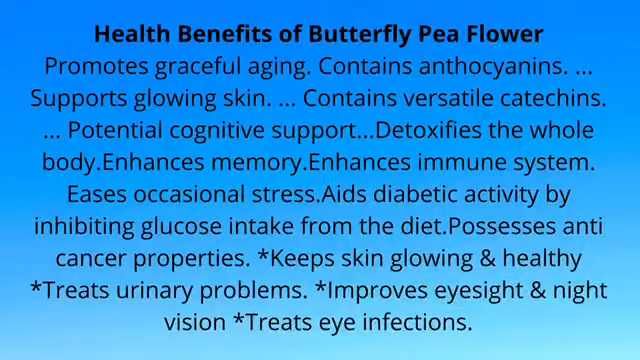 Health Benefits of Butterfly Pea Flower
Promotes graceful aging. Contains anthocyanins. ...
Supports glowing skin. ... Contains versatile catechins.
... Potential cognitive support...Detoxifies the whole
body.Enhances memory.Enhances immune system.
Eases occasional stress.Aids diabetic activity by
inhibiting glucose intake from the diet.Possesses anti
cancer properties. *Keeps skin glowing & healthy
*Treats urinary problems. *Improves eyesight & night
vision *Treats eye infections.